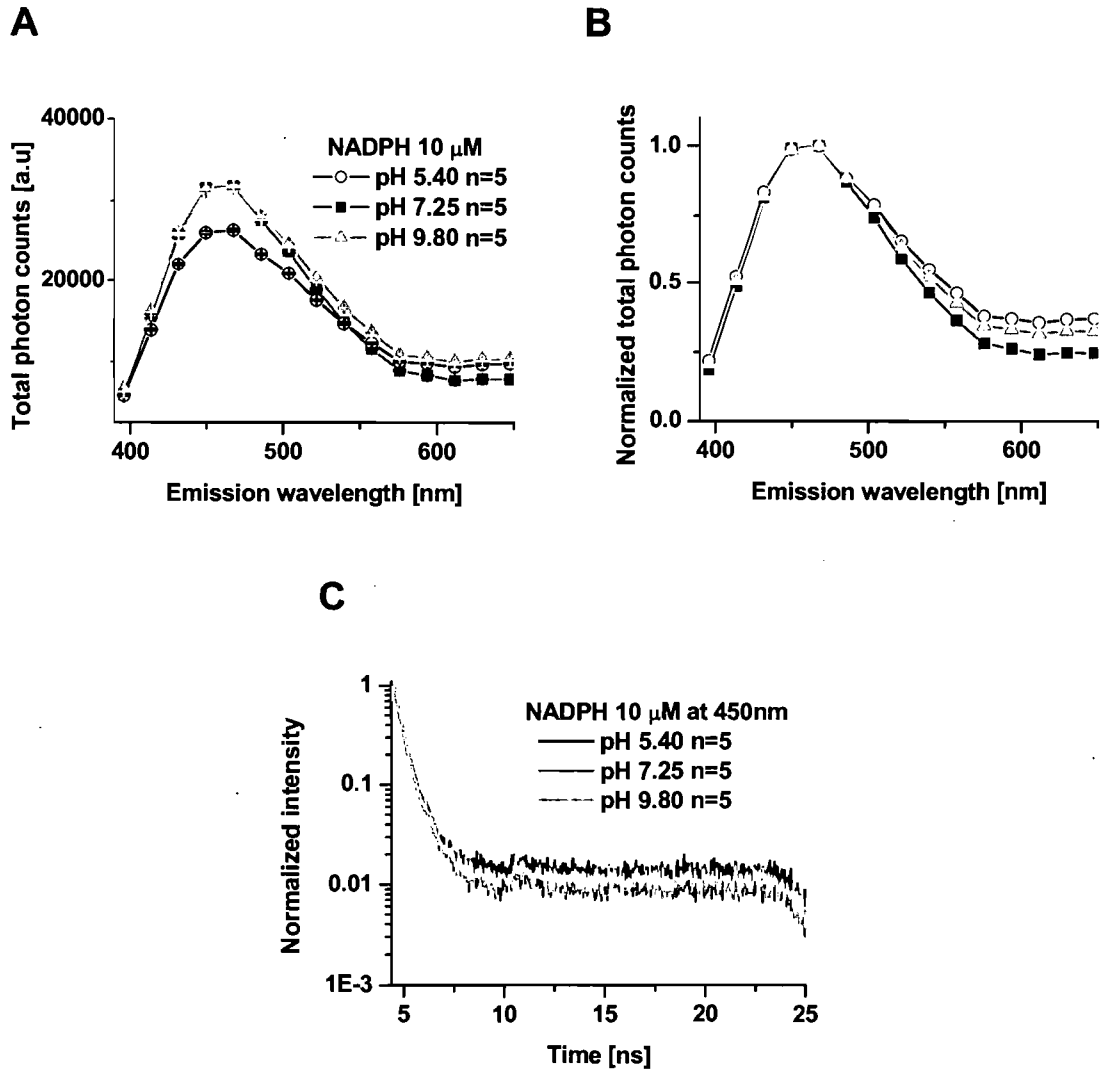 A
Total photon counts [a.u]
40000
20000
NADPH 10 μM
pH 5.40 n=5
pH 7.25 n=5
pH 9.80 n=5
400
500
600
Emission wavelength [nm]
B
Normalized total photon counts
1.0
0.5
0.0
400
500
600
Emission wavelength [nm]
C
Normalized intensity
1
0.1
0.01
1E-3
NADPH 10 μM at 450nm
pH 5.40 n=5
pH 7.25 n=5
pH 9.80 n=5
5
10
15
20
25
Time [ns]